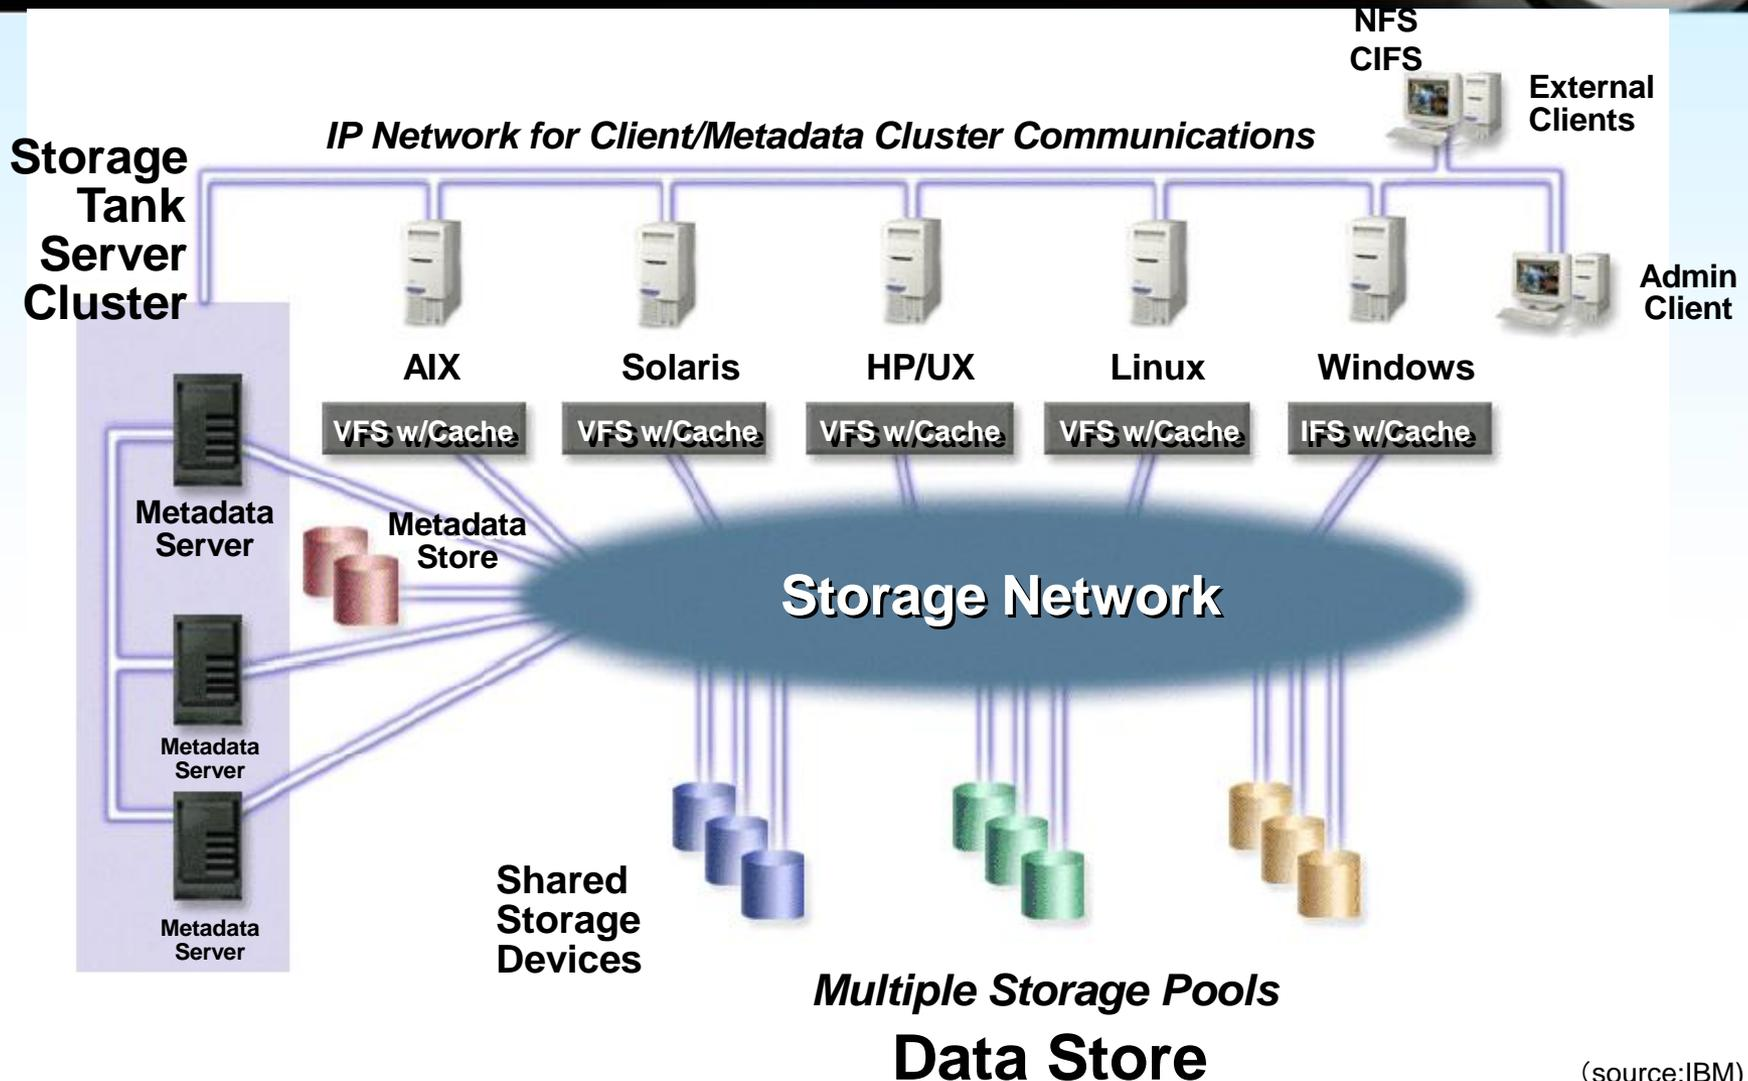 NFS
CIFS
External
Clients
IP Network for Client/Metadata Cluster Communications
Storage
Tank
Server
Cluster
Admin
Client
AIX
Solaris
HP/UX
Linux
Windows
VFS w/Cache
VFS w/Cache
VFS w/Cache
VFS w/Cache
IFS w/Cache
Metadata
Server
Metadata
Store
Storage Network
Metadata
Server
Metadata
Server
Shared
Storage
Devices
Multiple Storage Pools
Data Store
（source:IBM)